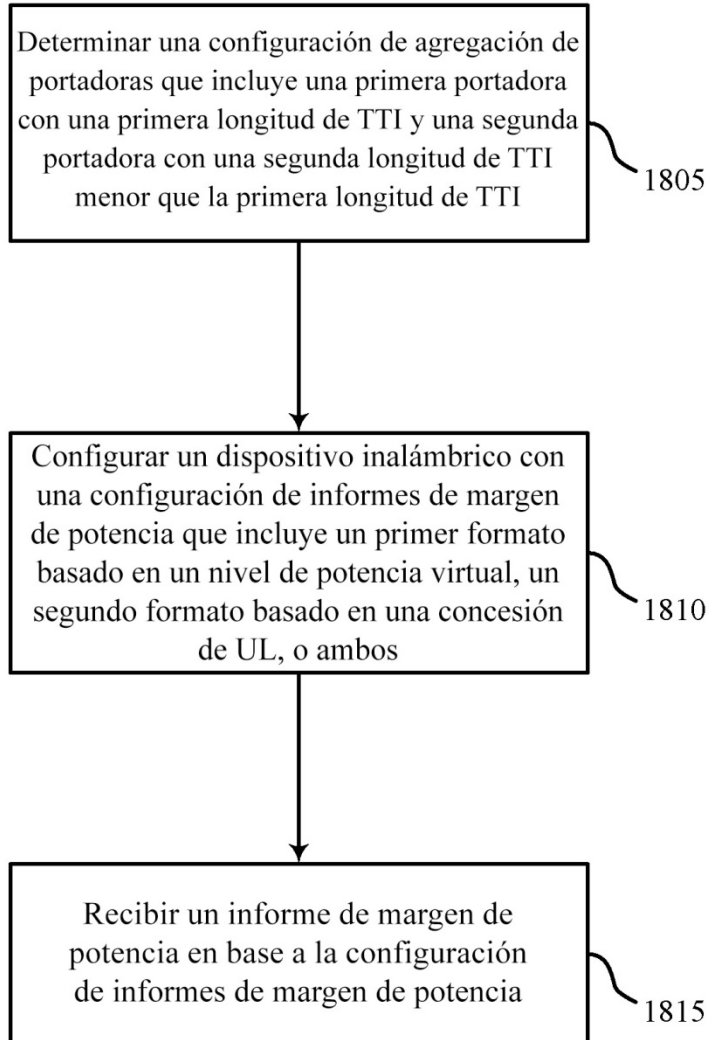 Determinar una configuración de agregación de
portadoras que incluye una primera portadora
con una primera longitud de TTI y una segunda
portadora con una segunda longitud de TTI
menor que la primera longitud de TTI
1805
Configurar un dispositivo inalámbrico con
una configuración de informes de margen
de potencia que incluye un primer formato
basado en un nivel de potencia virtual, un
segundo formato basado en una concesión
de UL, o ambos
1810
Recibir un informe de margen de
potencia en base a la configuración
de informes de margen de potencia
1815